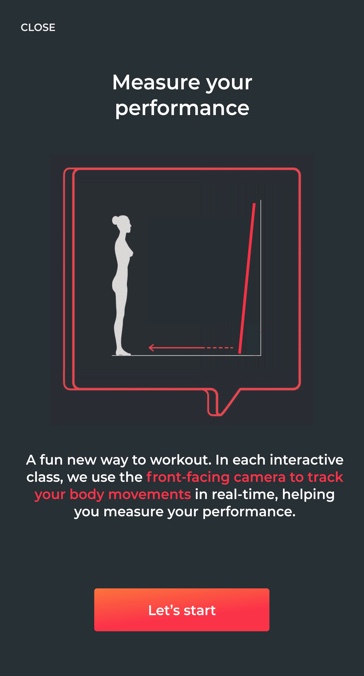 CLOSE
Measure your
performance
A fun new way to workout. In each interactive
class, we use the front-facing camera to track
your body movements in real-time, helping
you measure your performance.
Let's start